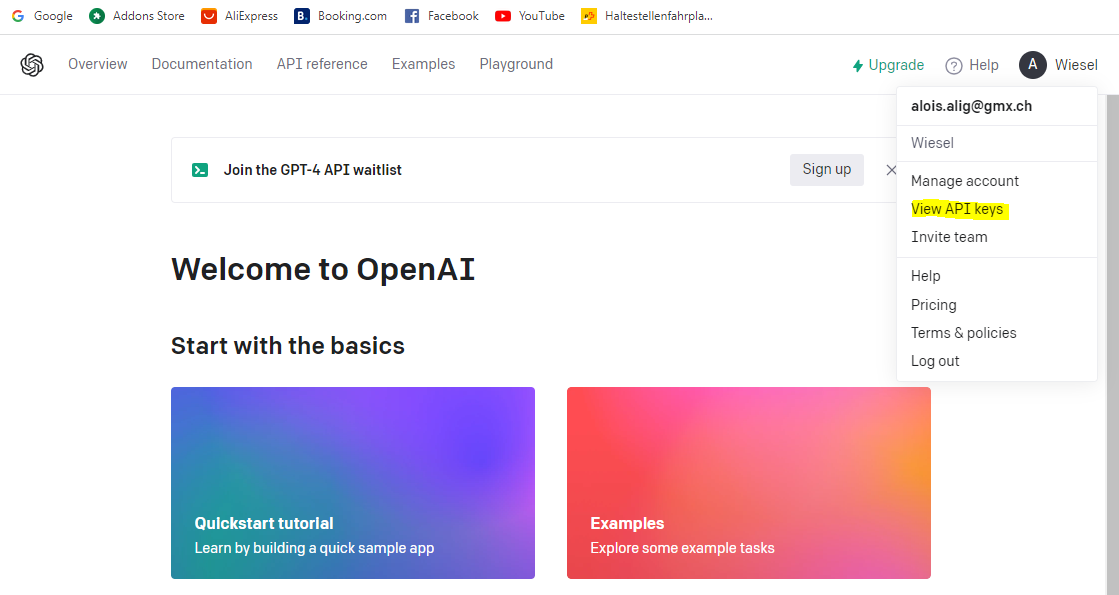 Google Addons Store AliExpress Booking.com Facebook YouTube Haltestellenfahrpla...
Overview Documentation API reference Examples Playground Upgrade Help A Wiesel
alois.alig@gmx.ch
Wiesel
Manage account
View API keys
Invite team
Help
Pricing
Terms & policies
Log out
Join the GPT-4 API waitlist Sign up
Welcome to OpenAI
Start with the basics
Quickstart tutorial
Learn by building a quick sample app
Examples
Explore some example tasks